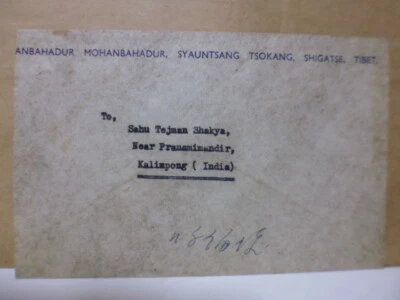 ANBAHADUR MOHANBAHADUR, SYAUNTSANG TSOKANG, SHIGATSE, TIBET.
To,
Sahu Tejman Shakya,
Near Pranamimandir,
Kalimpong ( India)